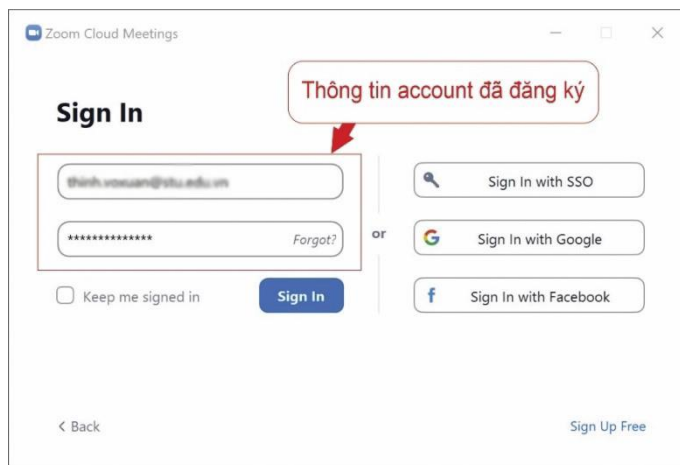 Zoom Cloud Meetings
Thông tin account đã đăng ký
Sign In
**************
Forgot?
Keep me signed in
Sign In
or
Sign In with SSO
Sign In with Google
Sign In with Facebook
< Back
Sign Up Free